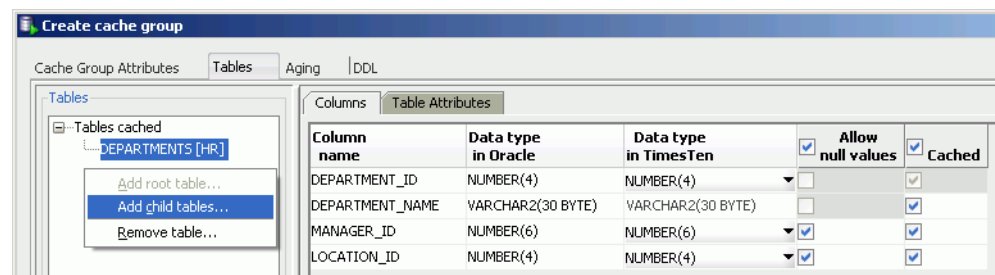 Create cache group
Cache Group Attributes Tables Aging DDL
Tables
Tables cached
DEPARTMENTS [HR]
Add root table...
Add child tables...
Remove table...
Columns Table Attributes
Column name Data type in Oracle Data type in TimesTen Allow null values Cached
DEPARTMENT_ID NUMBER(4) NUMBER(4)
DEPARTMENT_NAME VARCHAR2(30 BYTE) VARCHAR2(30 BYTE)
MANAGER_ID NUMBER(6) NUMBER(6)
LOCATION_ID NUMBER(4) NUMBER(4)